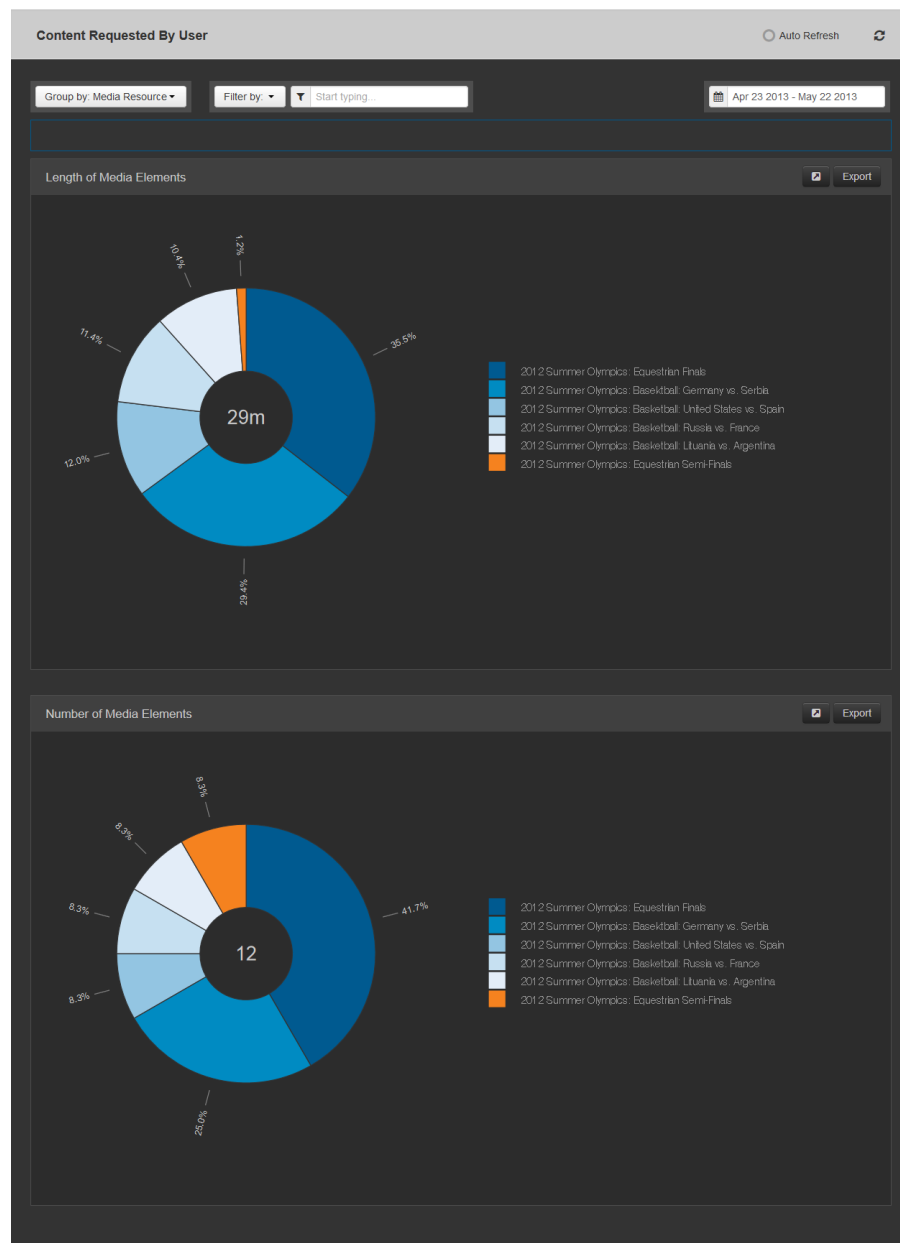 Content Requested By User
Auto Refresh
Group by: Media Resource
Filter by:
Start typing...
Apr 23 2013 - May 22 2013
Length of Media Elements
Export
1.2%
10.4%
11.4%
35.5%
29m
12.0%
29.4%
2012 Summer Olympics: Equestrian Finals
2012 Summer Olympics: Basektball: Germany vs. Serbia
2012 Summer Olympics: Basketball: United States vs. Spain
2012 Summer Olympics: Basketball: Russia vs. France
2012 Summer Olympics: Basketball: Lituania vs. Argentina
2012 Summer Olympics: Equestrian Semi-Finals
Number of Media Elements
Export
8.3%
8.3%
8.3%
41.7%
12
8.3%
25.0%
2012 Summer Olympics: Equestrian Finals
2012 Summer Olympics: Basektball: Germany vs. Serbia
2012 Summer Olympics: Basketball: United States vs. Spain
2012 Summer Olympics: Basketball: Russia vs. France
2012 Summer Olympics: Basketball: Lituania vs. Argentina
2012 Summer Olympics: Equestrian Semi-Finals